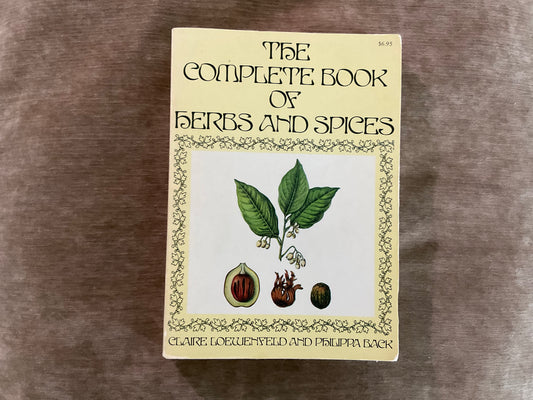 $6.95
THE
COMPLETE BOOK
OF
HERBS AND SPICES
CLAIRE LOEWENFELD AND PHILIPPA BACK